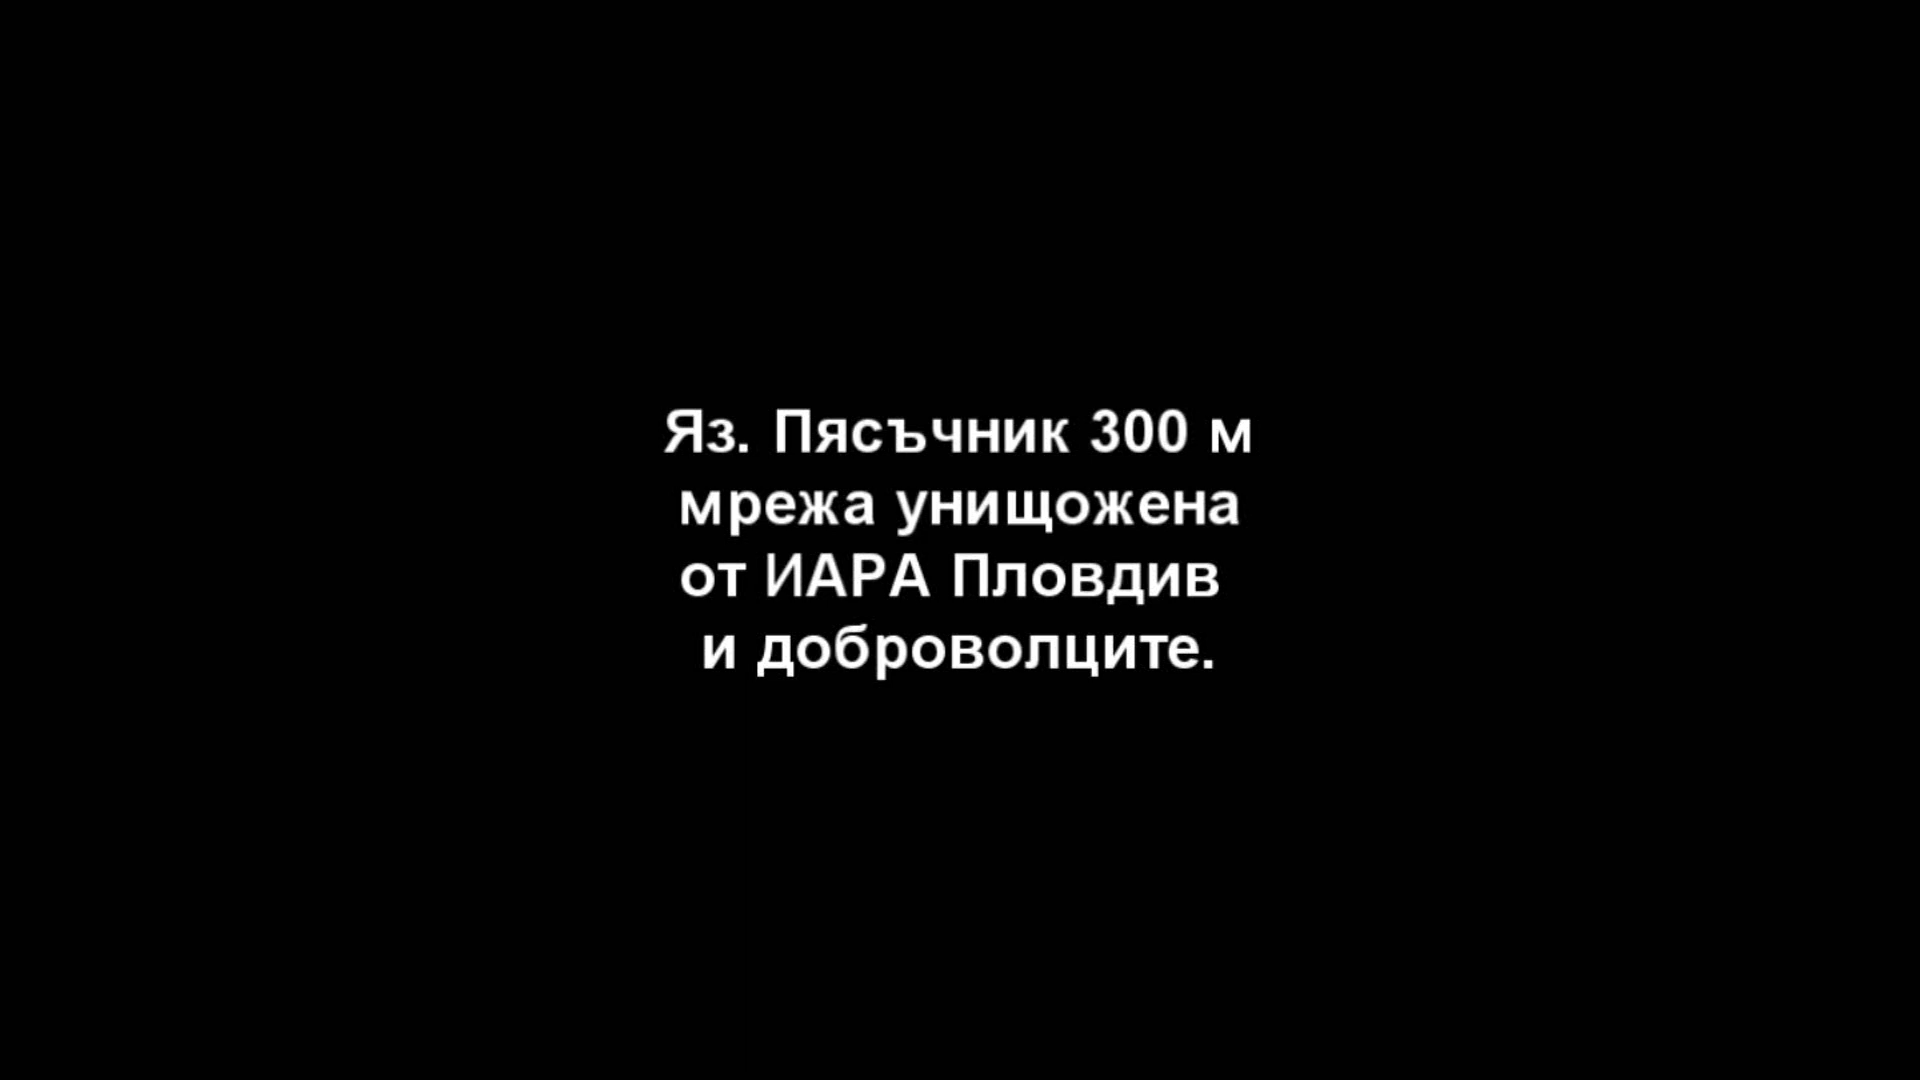 Яз. Пясъчник 300 м
мрежа унищожена
от ИАРА Пловдив
и доброволците.